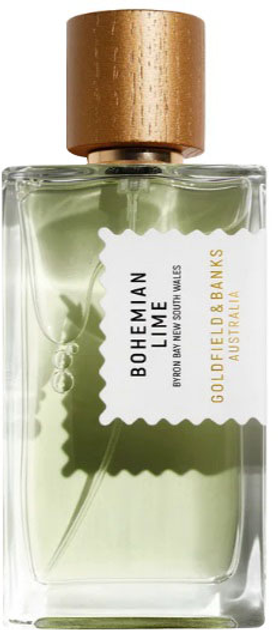 BOHEMIAN
LIME
BYRON BAY NEW SOUTH WALES
GOLDFIELD & BANKS
AUSTRALIA